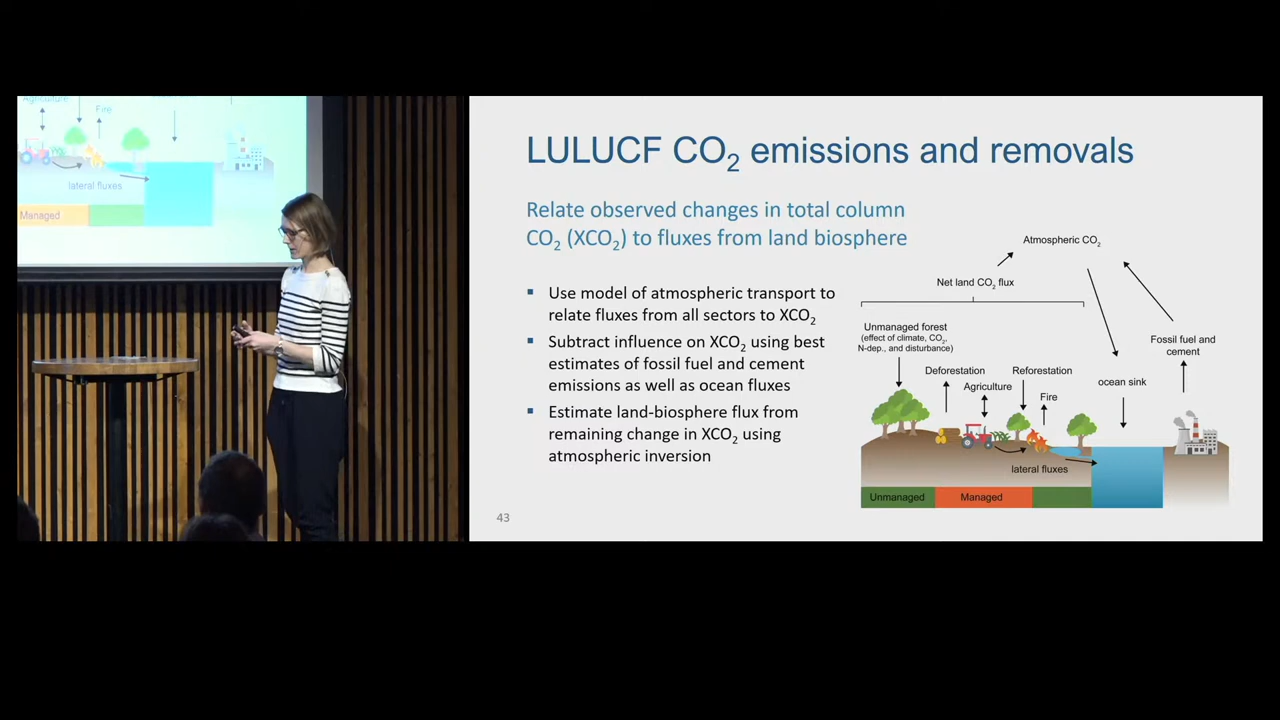 Agriculture
Fire
lateral fluxes
Managed
LULUCF CO2 emissions and removals
Relate observed changes in total column
CO2 (XCO2) to fluxes from land biosphere
▪ Use model of atmospheric transport to
relate fluxes from all sectors to XCO2
▪ Subtract influence on XCO2 using best
estimates of fossil fuel and cement
emissions as well as ocean fluxes
▪ Estimate land-biosphere flux from
remaining change in XCO2 using
atmospheric inversion
Atmospheric CO2
Net land CO2 flux
Unmanaged forest
(effect of climate, CO2,
N-dep., and disturbance)
Fossil fuel and
cement
Deforestation
Reforestation
Agriculture
Fire
ocean sink
lateral fluxes
Unmanaged
Managed
43